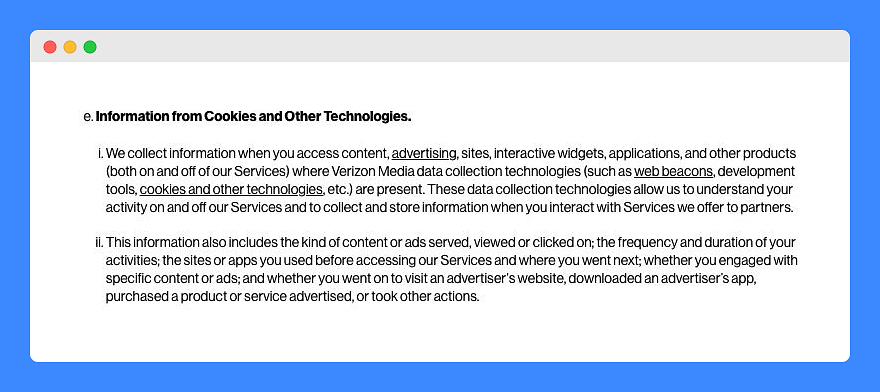 e. Information from Cookies and Other Technologies.
i. We collect information when you access content, advertising, sites, interactive widgets, applications, and other products
(both on and off of our Services) where Verizon Media data collection technologies (such as web beacons, development
tools, cookies and other technologies, etc.) are present. These data collection technologies allow us to understand your
activity on and off our Services and to collect and store information when you interact with Services we offer to partners.
ii. This information also includes the kind of content or ads served, viewed or clicked on; the frequency and duration of your
activities; the sites or apps you used before accessing our Services and where you went next; whether you engaged with
specific content or ads; and whether you went on to visit an advertiser's website, downloaded an advertiser's app,
purchased a product or service advertised, or took other actions.